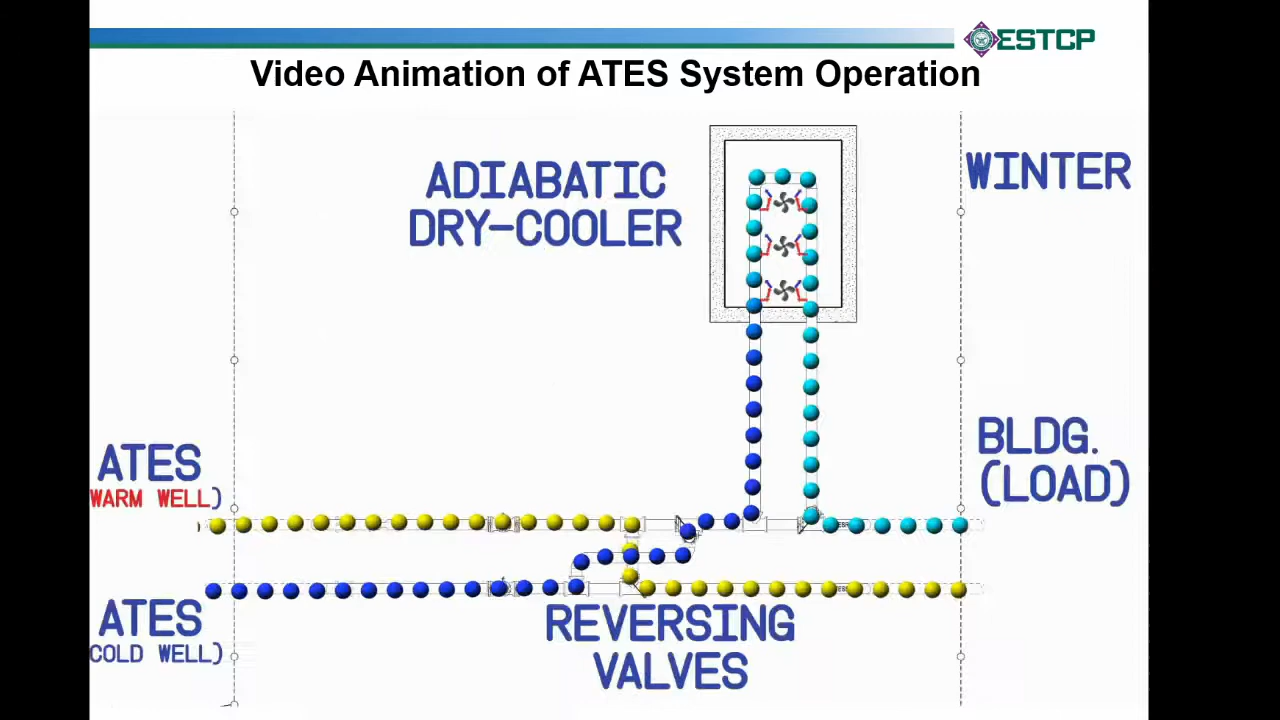 ESTCP
Video Animation of ATES System Operation
ADIABATIC
DRY-COOLER
WINTER
BLDG.
(LOAD)
ATES
WARM WELL)
ATES
COLD WELL)
REVERSING
VALVES